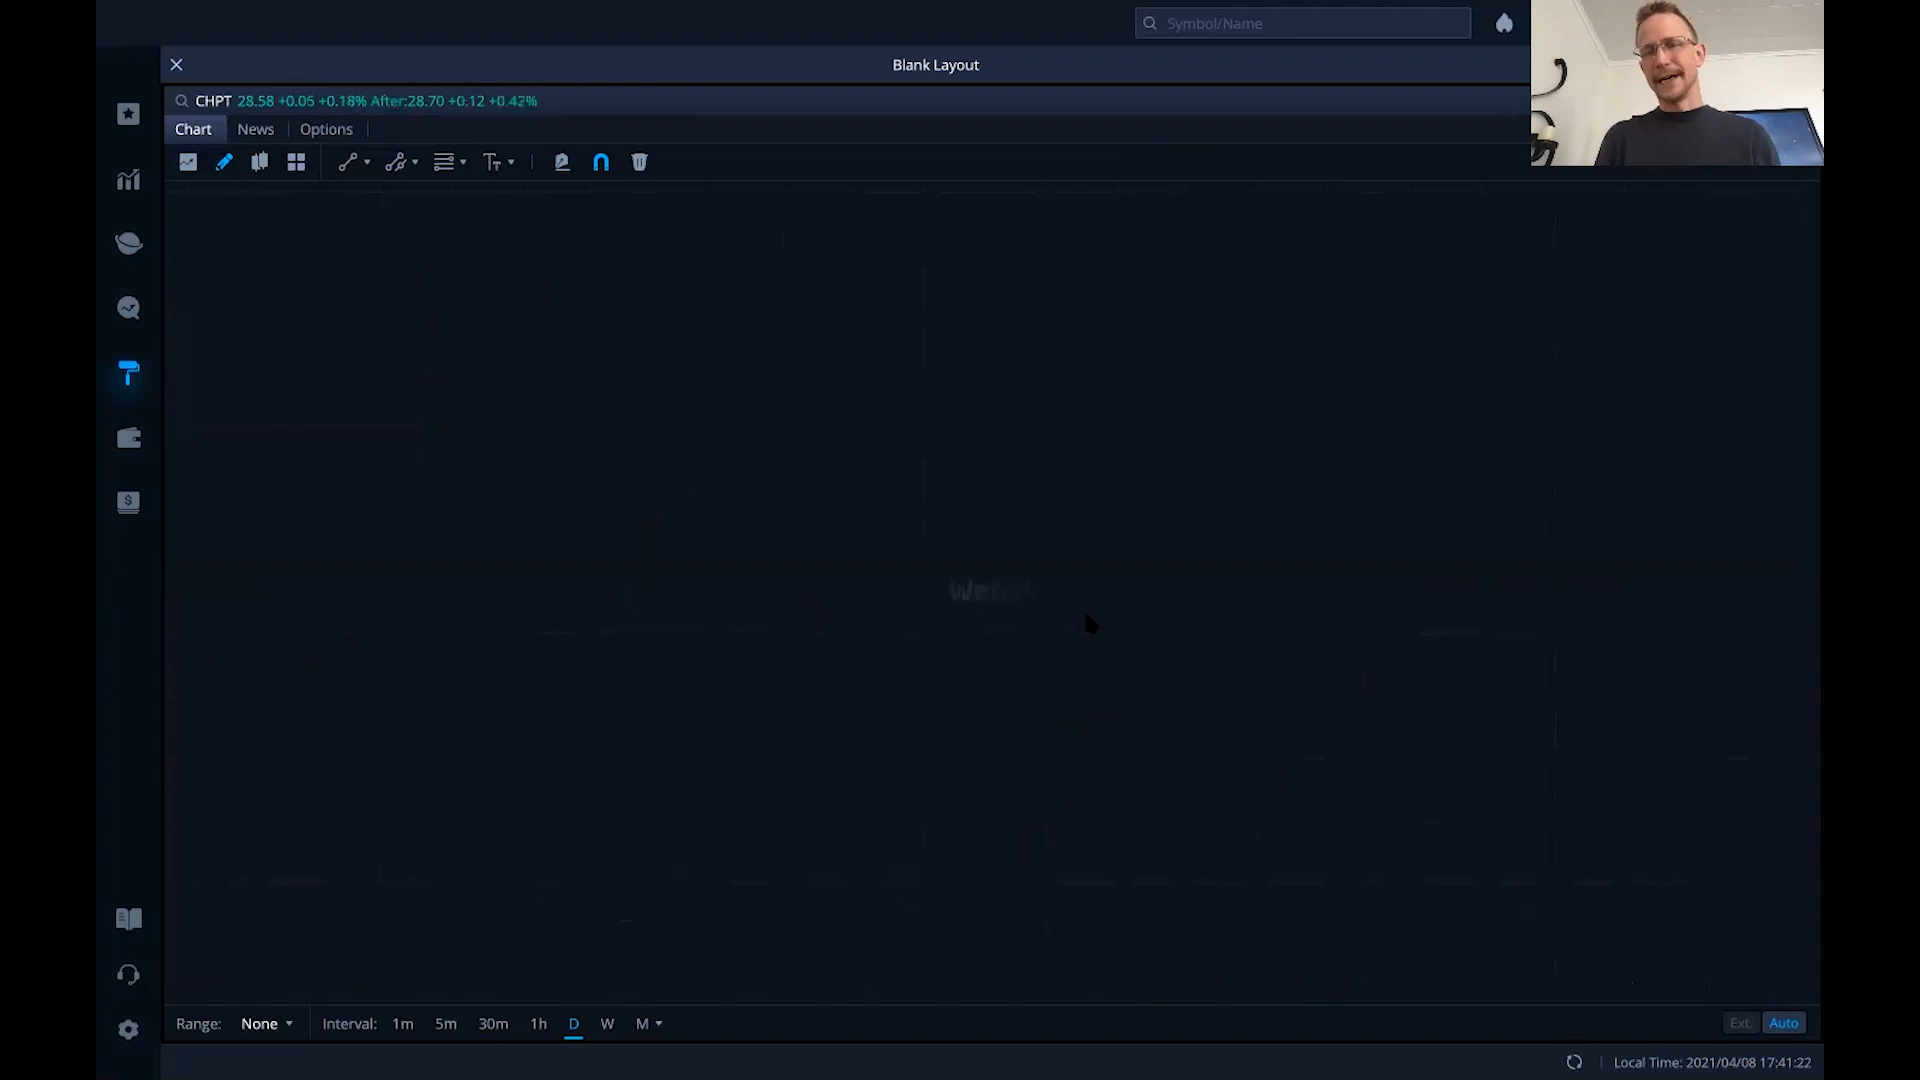 Symbol/Name
Blank Layout
CHPT 28.58 +0.05 +0.18% After:28.70 +0.12 +0.42%
Chart News Options
Range: None Interval: 1m 5m 30m 1h D W M Ext. Auto
Local Time: 2021/04/08 17:41:22